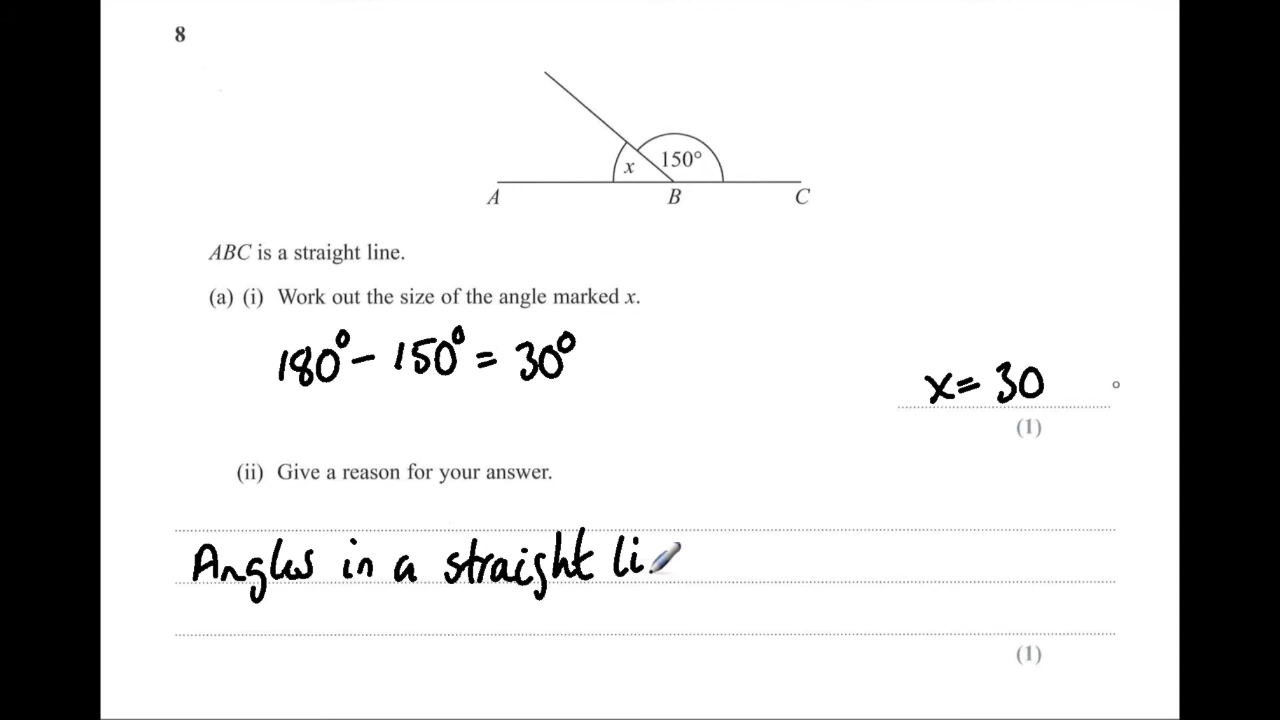 8
x
150°
A
B
C
ABC is a straight line.
(a) (i) Work out the size of the angle marked x.
180° - 150° = 30°
x = 30 °
(1)
(ii) Give a reason for your answer.
Angles in a straight li
(1)